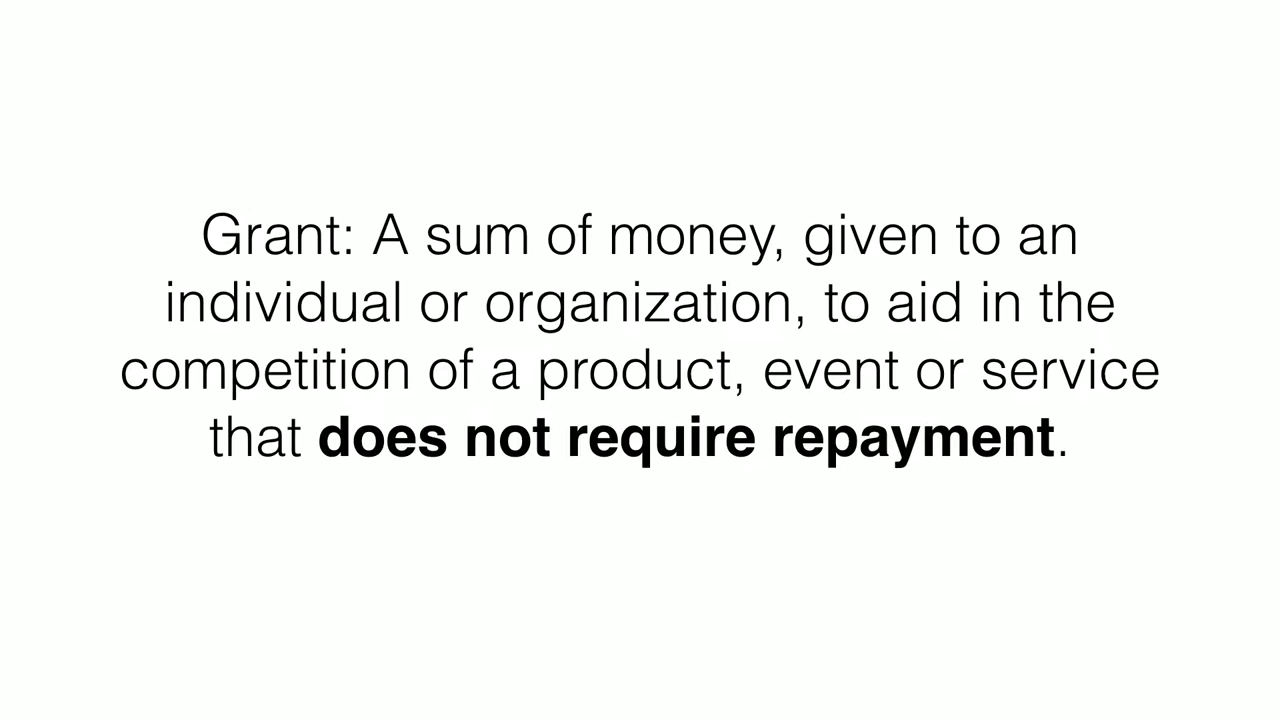 Grant: A sum of money, given to an
individual or organization, to aid in the
competition of a product, event or service
that does not require repayment.